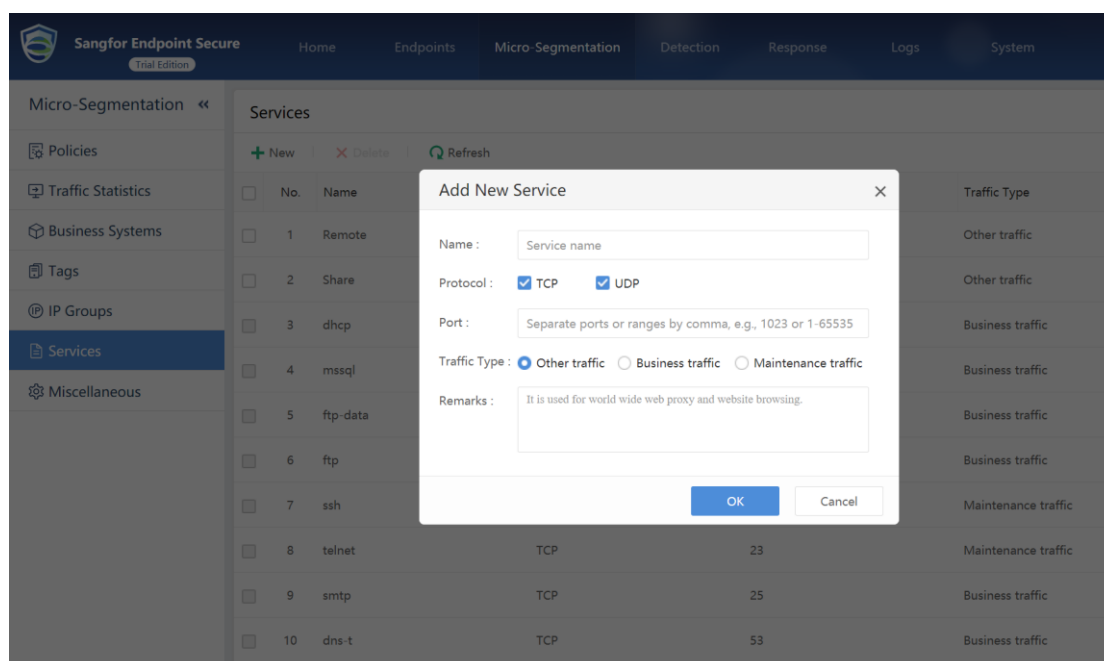 Sangfor Endpoint Secure
Trial Edition
Home Endpoints Micro-Segmentation Detection Response Logs System
Micro-Segmentation «
Policies
Traffic Statistics
Business Systems
Tags
IP Groups
Services
Miscellaneous
Services
New Delete Refresh
No. Name Traffic Type
1 Remote Other traffic
2 Share Other traffic
3 dhcp Business traffic
4 mssql Business traffic
5 ftp-data Business traffic
6 ftp Business traffic
7 ssh Maintenance traffic
8 telnet TCP 23 Maintenance traffic
9 smtp TCP 25 Business traffic
10 dns-t TCP 53 Business traffic
Add New Service
Name : Service name
Protocol : TCP UDP
Port : Separate ports or ranges by comma, e.g., 1023 or 1-65535
Traffic Type : Other traffic Business traffic Maintenance traffic
Remarks : It is used for world wide web proxy and website browsing.
OK Cancel